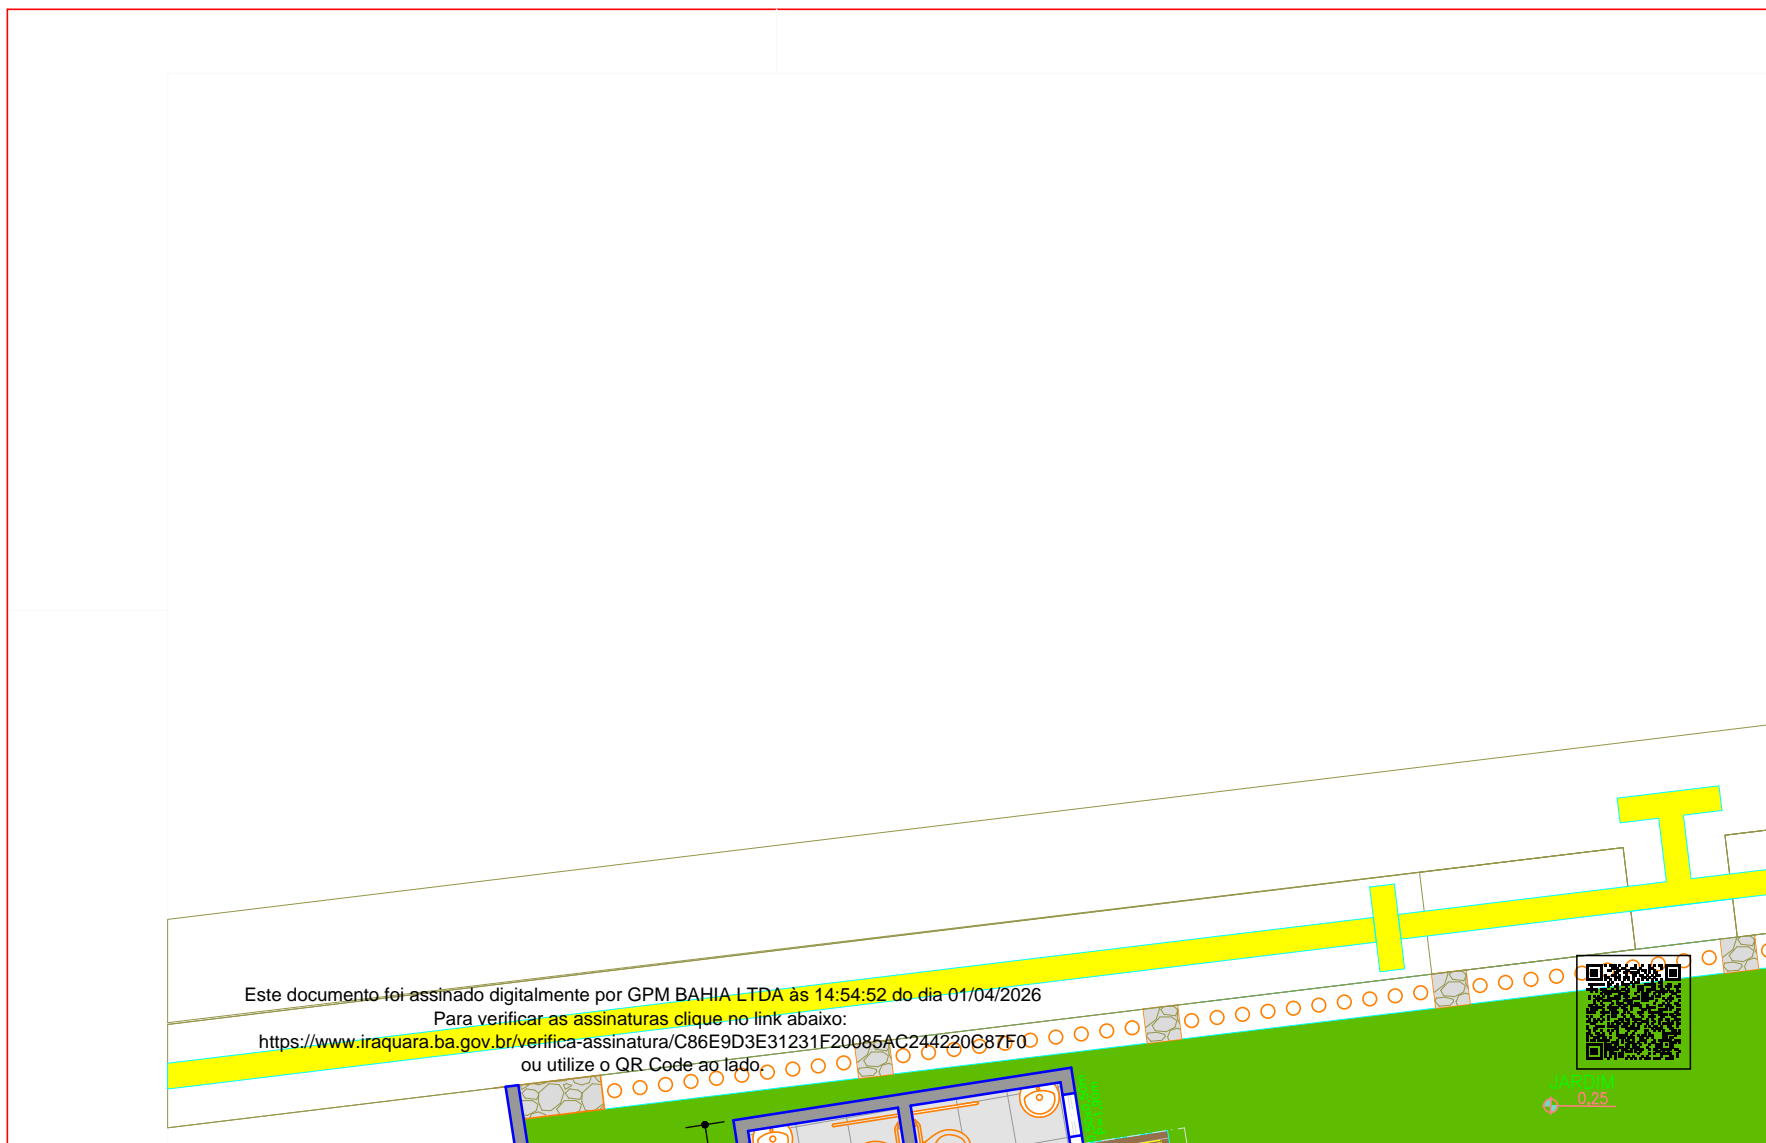 Este documento foi assinado digitalmente por GPM BAHIA LTDA às 14:54:52 do dia 01/04/2026
Para verificar as assinaturas clique no link abaixo:
https://www.iraquara.ba.gov.br/verifica-assinatura/C86E9D3E31231F20085AC244220C87F0
ou utilize o QR Code ao lado.
JARDIM
0,25